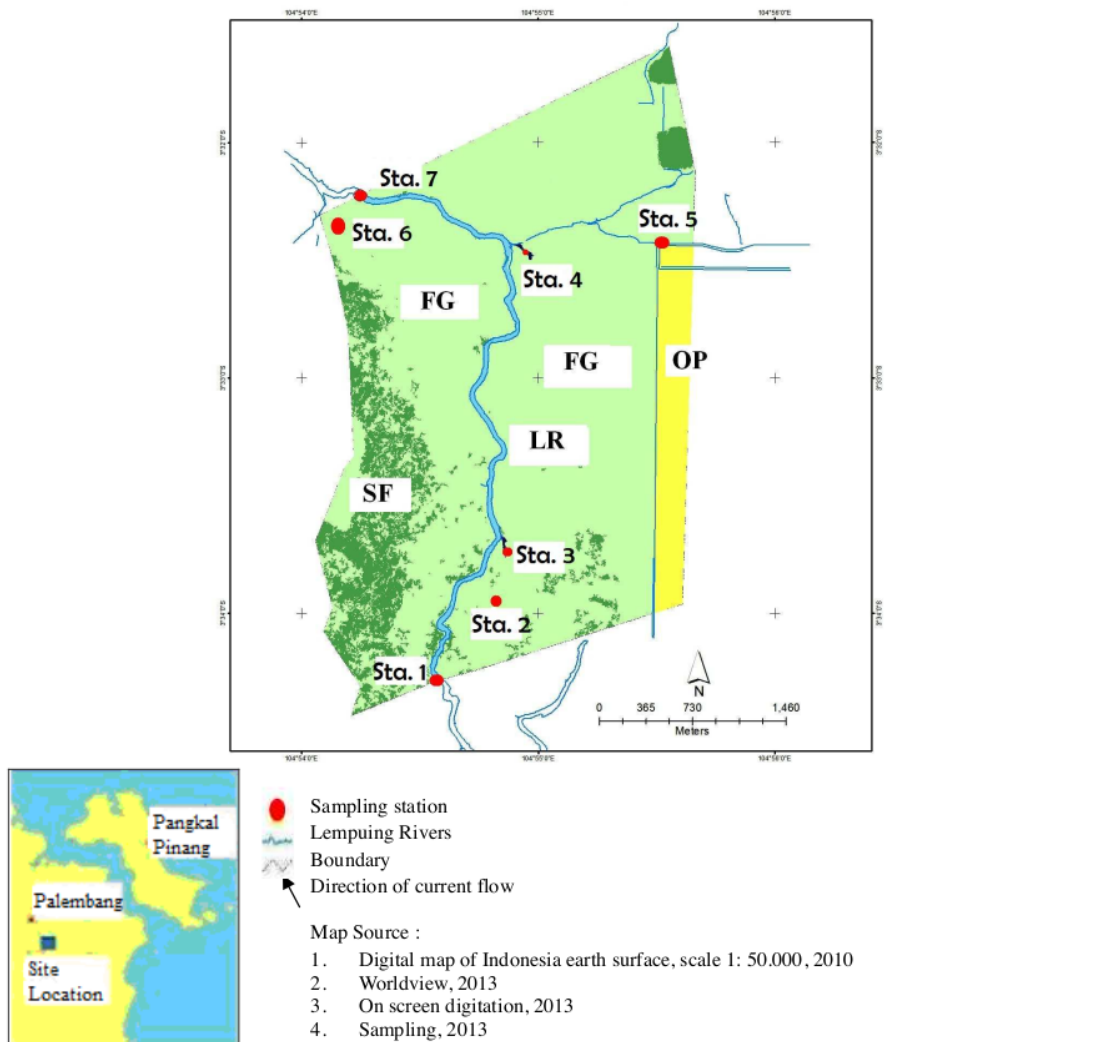 104°54'0"E 104°55'0"E 104°56'0"E
Sta. 7
Sta. 6
Sta. 5
Sta. 4
FG
FG
OP
LR
SF
Sta. 3
Sta. 2
Sta. 1
N
0 365 730 1,460
Meters
104°54'0"E 104°55'0"E 104°56'0"E
Pangkal
Pinang
Palembang
Site
Location
Sampling station
Lempuing Rivers
Boundary
Direction of current flow
Map Source :
1. Digital map of Indonesia earth surface, scale 1: 50.000, 2010
2. Worldview, 2013
3. On screen digitation, 2013
4. Sampling, 2013